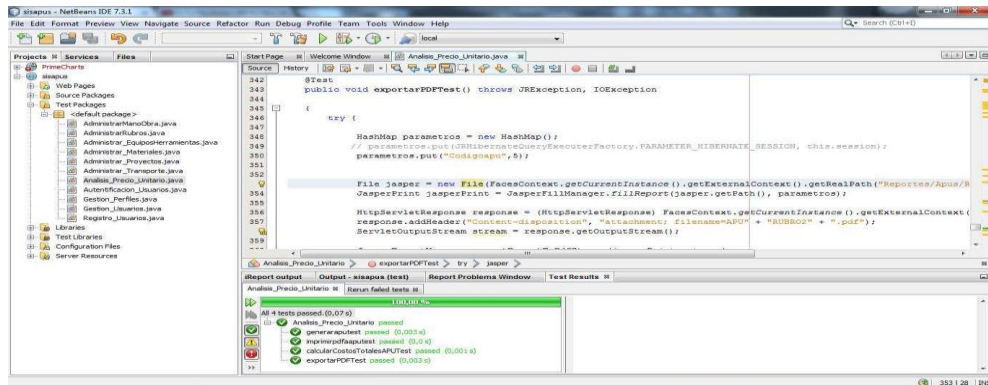 sisapus - NetBeans IDE 7.3.1
File Edit Format Preview View Navigate Source Refactor Run Debug Profile Team Tools Window Help
Search (Ctrl+I)
local
Projects Services Files
PrimeCharts
sisapus
Web Pages
Source Packages
Test Packages
<default package>
AdministrarManoObra.java
AdministrarRubros.java
Administrar_EquiposHerramientas.java
Administrar_Materiales.java
Administrar_Proyectos.java
Administrar_Transporte.java
Analisis_Precio_Unitario.java
Autentificacion_Usuarios.java
Gestion_Perfiles.java
Gestion_Usuarios.java
Registro_Usuarios.java
Libraries
Test Libraries
Configuration Files
Server Resources
Start Page Welcome Window Analisis_Precio_Unitario.java
Source History
342 @Test
343 public void exportarPDFTest() throws JRException, IOException
344
345 {
346 try {
347
348 HashMap parametros = new HashMap();
349 // parametros.put(JRHibernateQueryExecuterFactory.PARAMETER_HIBERNATE_SESSION, this.session);
350 parametros.put("Codigoapu",5);
351
352
File jasper = new File(FacesContext.getCurrentInstance().getExternalContext().getRealPath("Reportes/Apus/R
354 JasperPrint jasperPrint = JasperFillManager.fillReport(jasper.getPath(), parametros);
355
356 HttpServletResponse response = (HttpServletResponse) FacesContext.getCurrentInstance().getExternalContext(
357 response.addHeader("Content-disposition", "attachment; filename=APU" + "RUBRO2" + ".pdf");
ServletOutputStream stream = response.getOutputStream();
359
Analisis_Precio_Unitario exportarPDFTest try jasper
iReport output Output - sisapus (test) Report Problems Window Test Results
Analisis_Precio_Unitario Rerun failed tests
100,00 %
All 4 tests passed.(0,07 s)
Analisis_Precio_Unitario passed
generaraputest passed (0,003 s)
imprimirpdfaaputest passed (0,0 s)
calcularCostosTotalesAPUTest passed (0,001 s)
exportarPDFTest passed (0,003 s)
353 | 28 INS